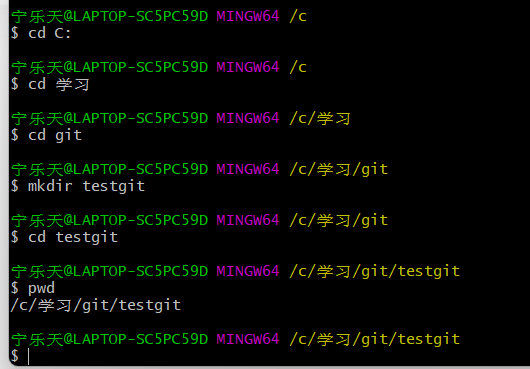 宁乐天@LAPTOP-SC5PC59D MINGW64 /c
$ cd C:
宁乐天@LAPTOP-SC5PC59D MINGW64 /c
$ cd 学习
宁乐天@LAPTOP-SC5PC59D MINGW64 /c/学习
$ cd git
宁乐天@LAPTOP-SC5PC59D MINGW64 /c/学习/git
$ mkdir testgit
宁乐天@LAPTOP-SC5PC59D MINGW64 /c/学习/git
$ cd testgit
宁乐天@LAPTOP-SC5PC59D MINGW64 /c/学习/git/testgit
$ pwd
/c/学习/git/testgit
宁乐天@LAPTOP-SC5PC59D MINGW64 /c/学习/git/testgit
$